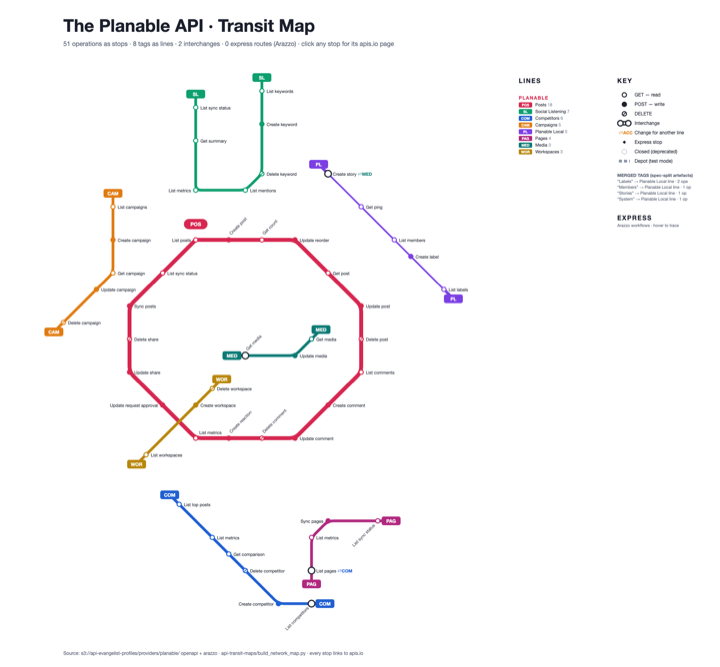 The Planable API · Transit Map
51 operations as stops · 8 tags as lines · 2 interchanges · 0 express routes (Arazzo) · click any stop for its apis.io page
SL
List keywords
SL
List sync status
Create keyword
Get summary
Delete keyword
List metrics
List mentions
PL
Create story
MED
Get ping
List members
Create label
List labels
PL
CAM
List campaigns
Create campaign
Get campaign
Update campaign
Delete campaign
CAM
POS
List posts
Create post
Get count
Update reorder
List sync status
Get post
Sync posts
Update post
Delete share
Delete post
Update share
List comments
Update request approval
Create comment
List metrics
Create reaction
Delete comment
Update comment
MED
Get media
MED
Get media
Update media
WOR
Delete workspace
Create workspace
List workspaces
WOR
COM
List top posts
List metrics
Get comparison
Delete competitor
Create competitor
List competitors
COM
Sync pages
List sync status
PAG
List metrics
List pages
COM
PAG
LINES
PLANABLE
POS Posts
SL Social Listening 7
COM Competitors 6
CAM Campaigns 5
PL Planable Local 5
PAG Pages 4
MED Media 3
WOR Workspaces 3
KEY
GET — read
POST — write
DELETE
Interchange
ACC Change for another line
Express stop
Closed (deprecated)
Depot (test mode)
MERGED TAGS (spec-split artefacts)
"Labels" → Planable Local line · 2 ops
"Members" → Planable Local line · 1 op
"Stories" → Planable Local line · 1 op
"System" → Planable Local line · 1 op
EXPRESS
Arazzo workflows · hover to trace
Source: s3://api-evangelist-profiles/providers/planable/ openapi + arazzo · api-transit-maps/build_network_map.py · every stop links to apis.io